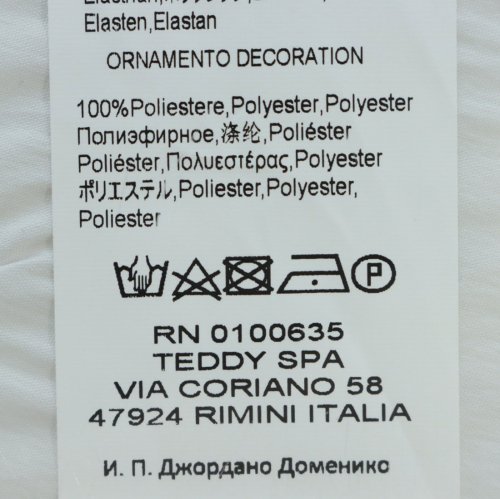 Elasten,Elastan
ORNAMENTO DECORATION
100%Poliestere,Polyester,Polyester
Полиэфирное,涤纶,Poliéster
Poliéster,Πολυεστέρας,Poliester
ポリエステル,Poliester,Polyester,
Poliester
P
RN 0100635
TEDDY SPA
VIA CORIANO 58
47924 RIMINI ITALIA
И. П. Джордано Доменико